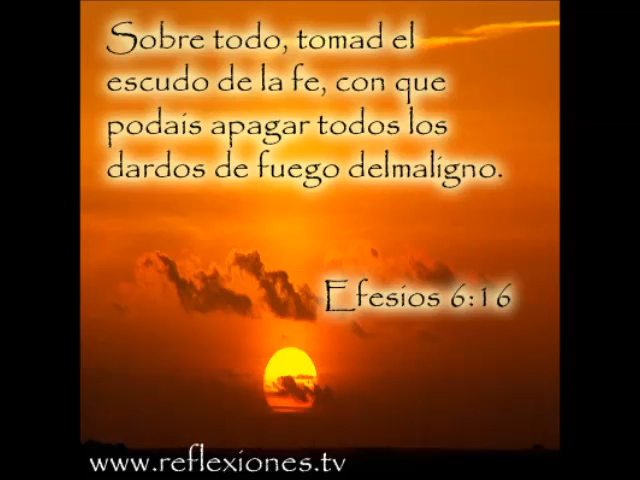 Sobre todo, tomad el
escudo de la fe, con que
podais apagar todos los
dardos de fuego delmaligno.
Efesios 6:16
www.reflexiones.tv